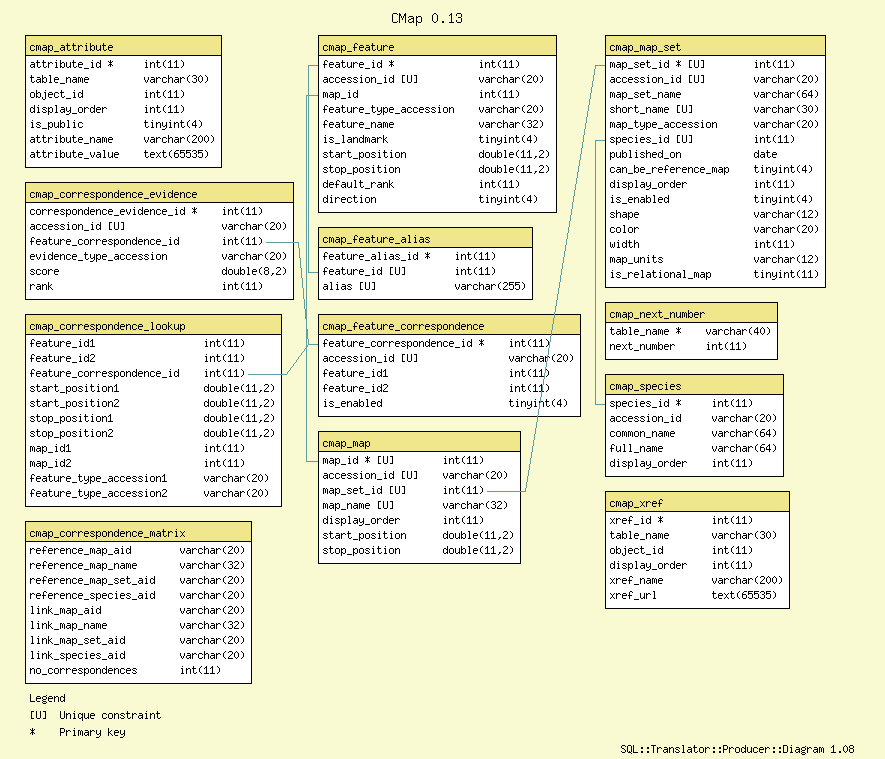 CMap 0.13
cmap_attribute
attribute_id * int(11)
table_name varchar(30)
object_id int(11)
display_order int(11)
is_public tinyint(4)
attribute_name varchar(200)
attribute_value text(65535)
cmap_correspondence_evidence
correspondence_evidence_id * int(11)
accession_id [U] varchar(20)
feature_correspondence_id int(11)
evidence_type_accession varchar(20)
score double(8,2)
rank int(11)
cmap_correspondence_lookup
feature_id1 int(11)
feature_id2 int(11)
feature_correspondence_id int(11)
start_position1 double(11,2)
start_position2 double(11,2)
stop_position1 double(11,2)
stop_position2 double(11,2)
map_id1 int(11)
map_id2 int(11)
feature_type_accession1 varchar(20)
feature_type_accession2 varchar(20)
cmap_correspondence_matrix
reference_map_aid varchar(20)
reference_map_name varchar(32)
reference_map_set_aid varchar(20)
reference_species_aid varchar(20)
link_map_aid varchar(20)
link_map_name varchar(32)
link_map_set_aid varchar(20)
link_species_aid varchar(20)
no_correspondences int(11)
cmap_feature
feature_id * int(11)
accession_id [U] varchar(20)
map_id int(11)
feature_type_accession varchar(20)
feature_name varchar(32)
is_landmark tinyint(4)
start_position double(11,2)
stop_position double(11,2)
default_rank int(11)
direction tinyint(4)
cmap_feature_alias
feature_alias_id * int(11)
feature_id [U] int(11)
alias [U] varchar(255)
cmap_feature_correspondence
feature_correspondence_id * int(11)
accession_id [U] varchar(20)
feature_id1 int(11)
feature_id2 int(11)
is_enabled tinyint(4)
cmap_map
map_id * [U] int(11)
accession_id [U] varchar(20)
map_set_id [U] int(11)
map_name [U] varchar(32)
display_order int(11)
start_position double(11,2)
stop_position double(11,2)
cmap_map_set
map_set_id * [U] int(11)
accession_id [U] varchar(20)
map_set_name varchar(64)
short_name [U] varchar(30)
map_type_accession varchar(20)
species_id [U] int(11)
published_on date
can_be_reference_map tinyint(4)
display_order int(11)
is_enabled tinyint(4)
shape varchar(12)
color varchar(20)
width int(11)
map_units varchar(12)
is_relational_map tinyint(11)
cmap_next_number
table_name * varchar(40)
next_number int(11)
cmap_species
species_id * int(11)
accession_id varchar(20)
common_name varchar(64)
full_name varchar(64)
display_order int(11)
cmap_xref
xref_id * int(11)
table_name varchar(30)
object_id int(11)
display_order int(11)
xref_name varchar(200)
xref_url text(65535)
Legend
[U] Unique constraint
* Primary key
SQL::Translator::Producer::Diagram 1.08